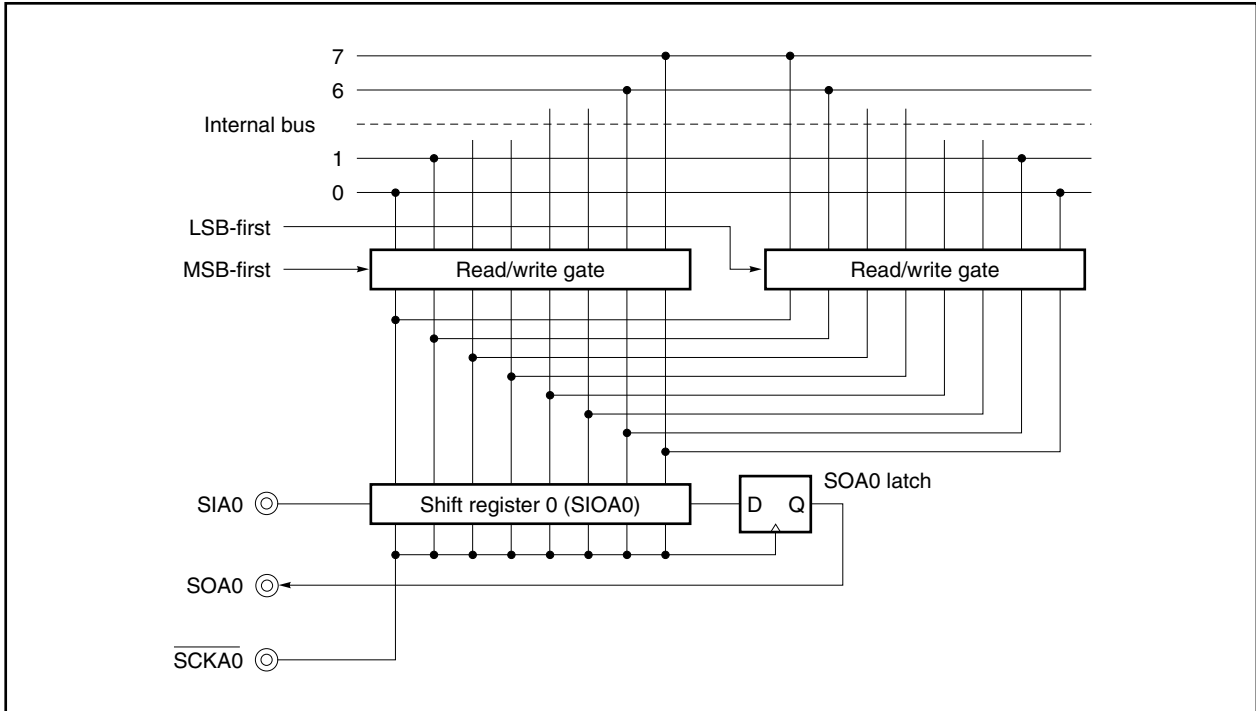 7
6
Internal bus
1
0
LSB-first
MSB-first
Read/write gate
Read/write gate
SIA0
Shift register 0 (SIOA0)
D Q
SOA0 latch
SOA0
S̅C̅K̅A̅0̅